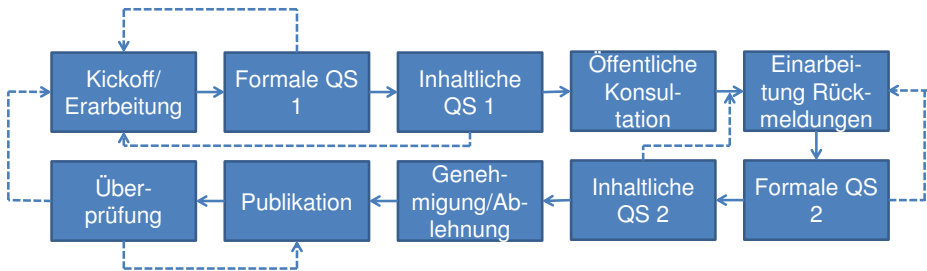 Kickoff/
Erarbeitung
Formale QS
1
Inhaltliche
QS 1
Öffentliche
Konsul-
tation
Einarbei-
tung Rück-
meldungen
Über-
prüfung
Publikation
Geneh-
migung/Ab-
lehnung
Inhaltliche
QS 2
Formale QS
2